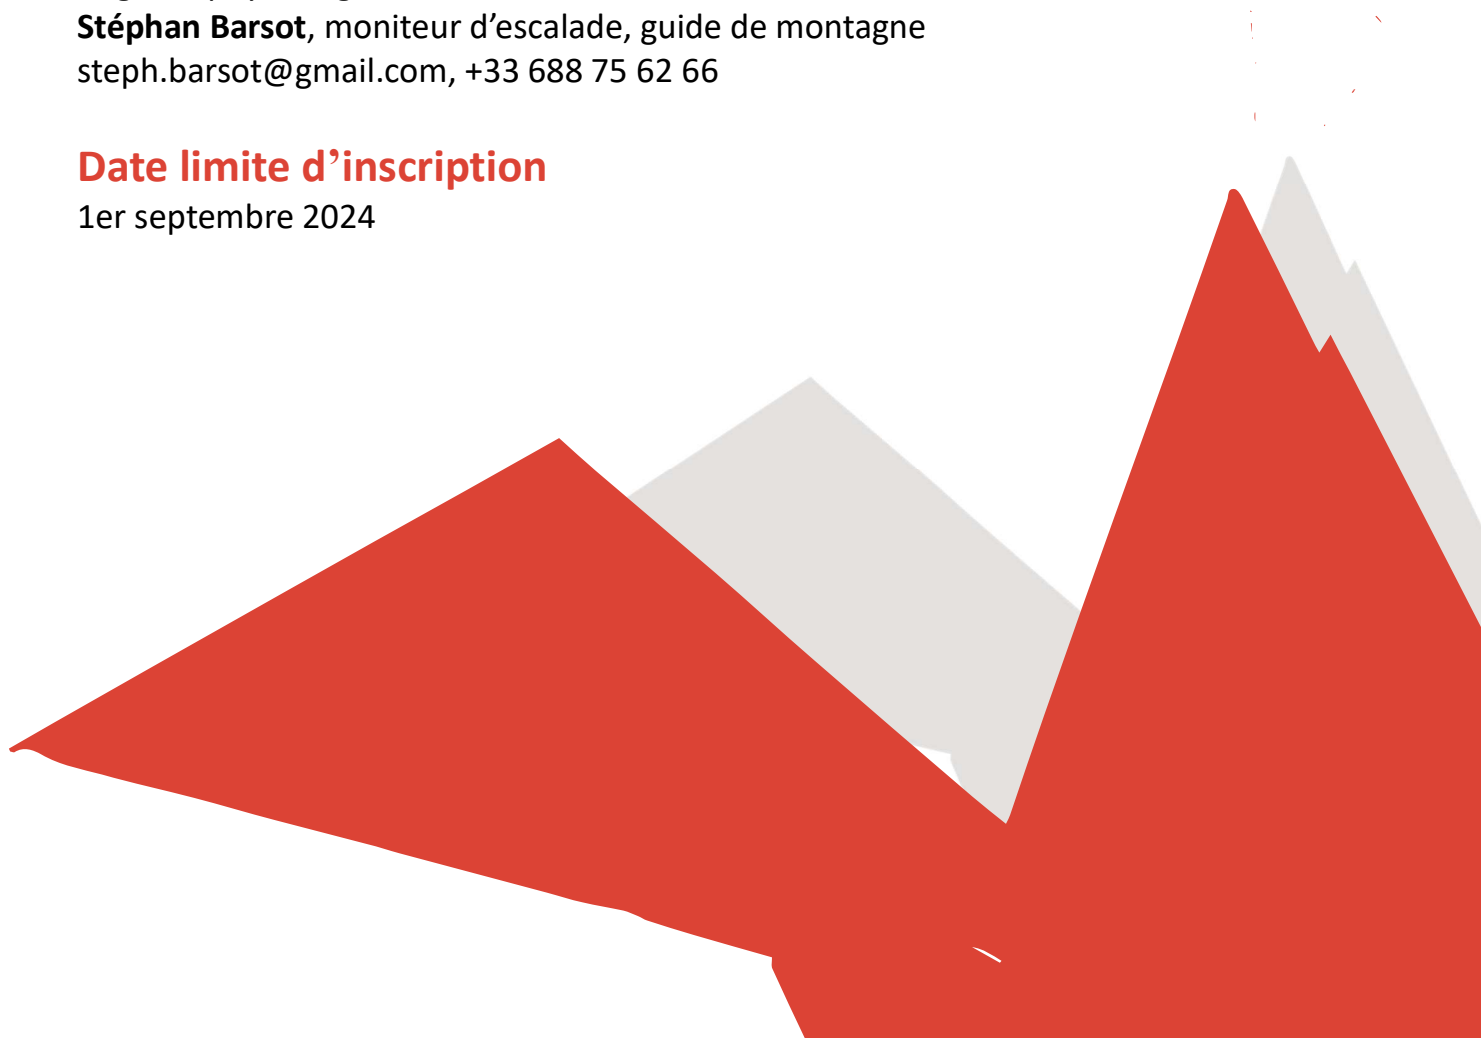 Stéphan Barsot, moniteur d’escalade, guide de montagne
steph.barsot@gmail.com, +33 688 75 62 66
Date limite d’inscription
1er septembre 2024